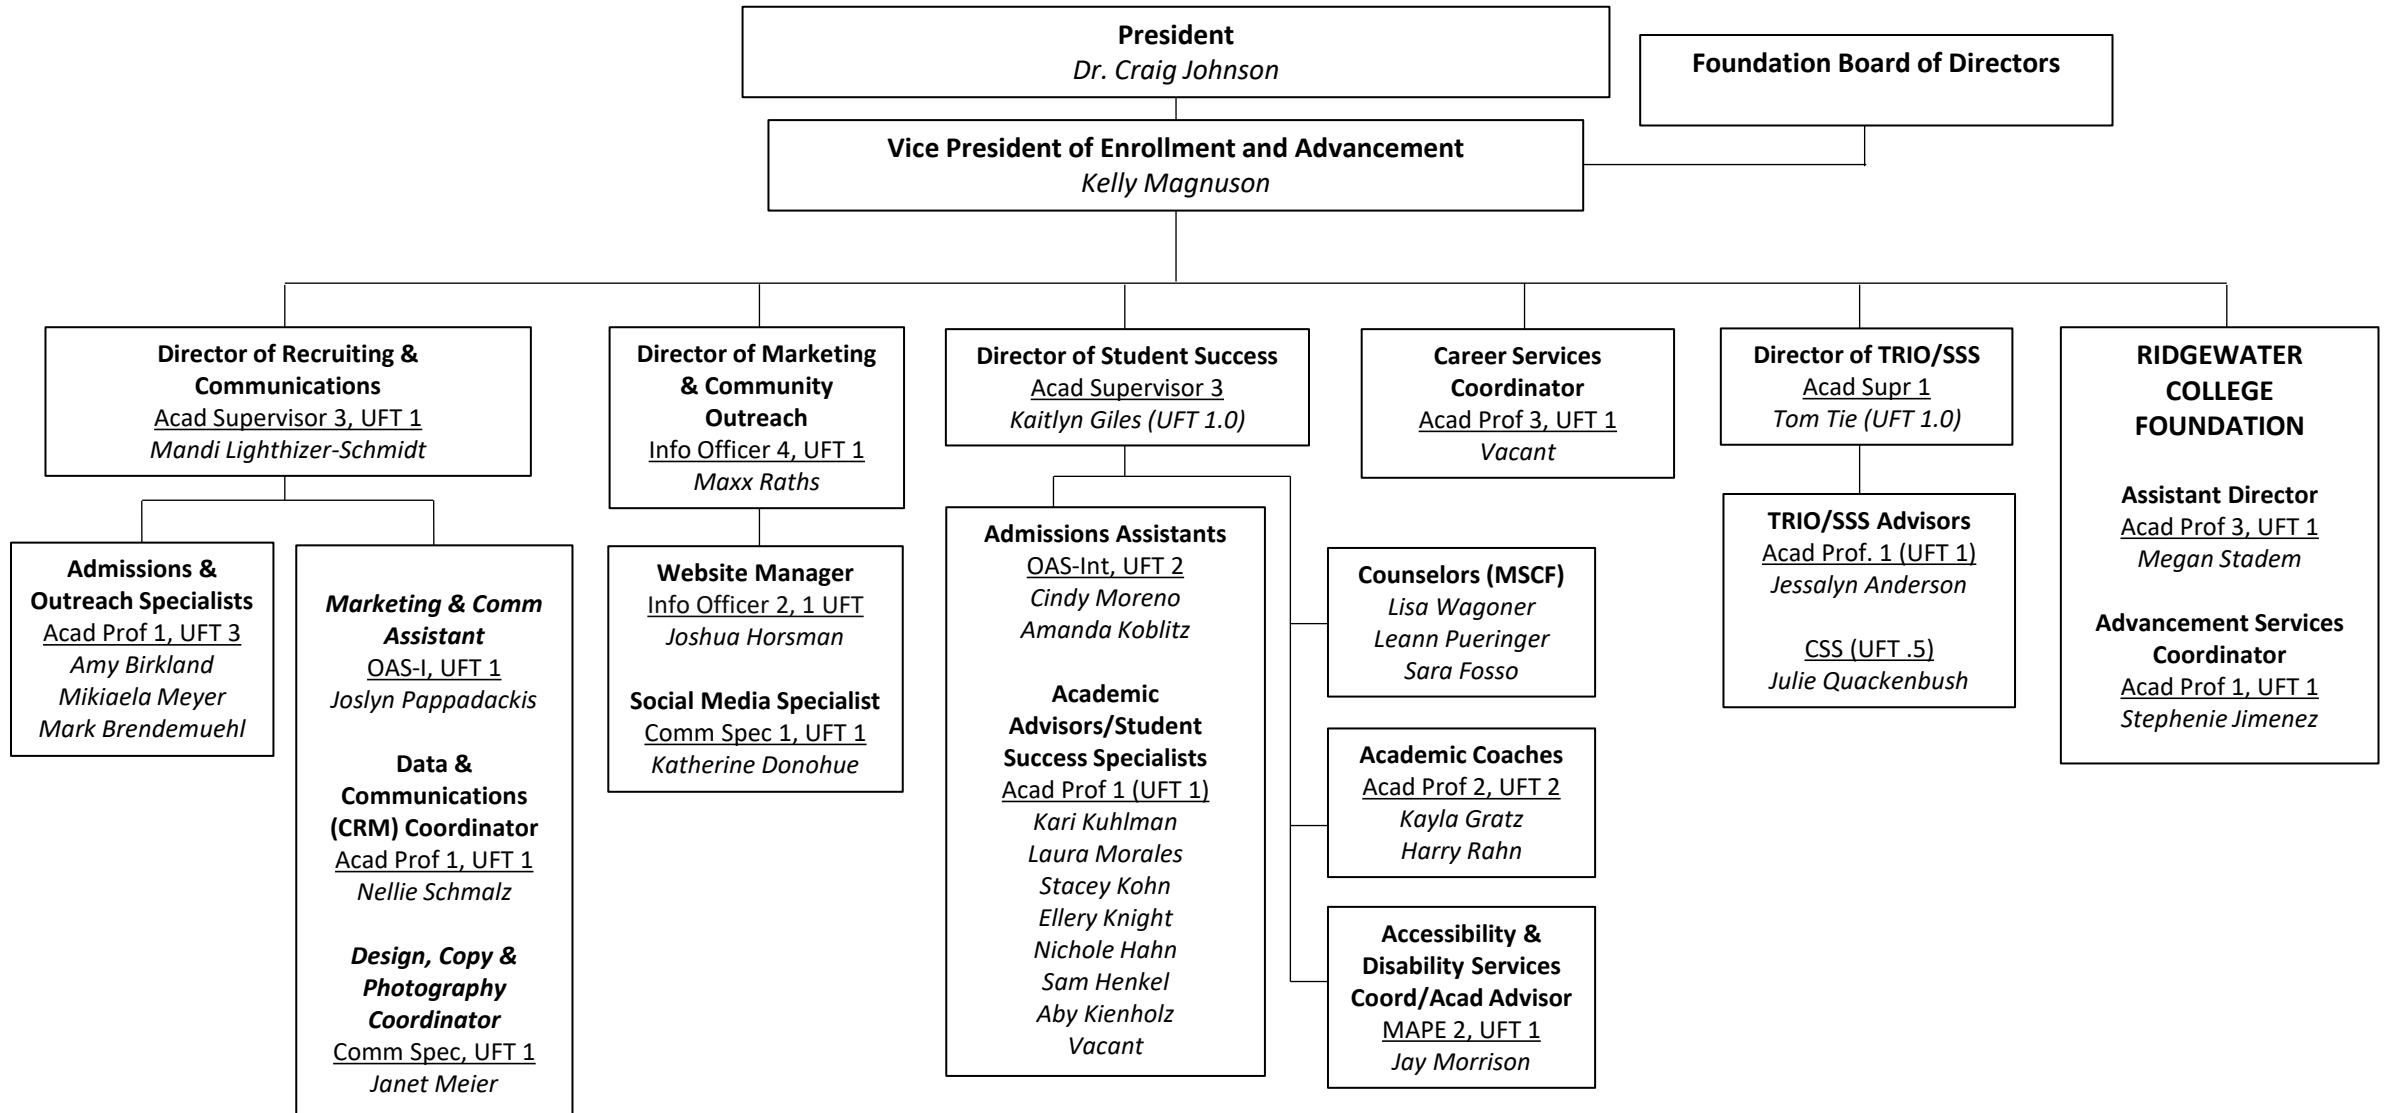 President
Dr. Craig Johnson
Foundation Board of Directors
Vice President of Enrollment and Advancement
Kelly Magnuson
Director of Recruiting &
Communications
Acad Supervisor 3, UFT 1
Mandi Lighthizer-Schmidt
Admissions &
Outreach Specialists
Acad Prof 1, UFT 3
Amy Birkland
Mikiaela Meyer
Mark Brendemuehl
Marketing & Comm
Assistant
OAS-I, UFT 1
Joslyn Pappadackis
Data &
Communications
(CRM) Coordinator
Acad Prof 1, UFT 1
Nellie Schmalz
Design, Copy &
Photography
Coordinator
Comm Spec, UFT 1
Janet Meier
Director of Marketing
& Community
Outreach
Info Officer 4, UFT 1
Maxx Raths
Website Manager
Info Officer 2, 1 UFT
Joshua Horsman
Social Media Specialist
Comm Spec 1, UFT 1
Katherine Donohue
Director of Student Success
Acad Supervisor 3
Kaitlyn Giles (UFT 1.0)
Admissions Assistants
OAS-Int, UFT 2
Cindy Moreno
Amanda Koblitz
Academic
Advisors/Student
Success Specialists
Acad Prof 1 (UFT 1)
Kari Kuhlman
Laura Morales
Stacey Kohn
Ellery Knight
Nichole Hahn
Sam Henkel
Aby Kienholz
Vacant
Counselors (MSCF)
Lisa Wagoner
Leann Pueringer
Sara Fosso
Academic Coaches
Acad Prof 2, UFT 2
Kayla Gratz
Harry Rahn
Accessibility &
Disability Services
Coord/Acad Advisor
MAPE 2, UFT 1
Jay Morrison
Career Services
Coordinator
Acad Prof 3, UFT 1
Vacant
Director of TRIO/SSS
Acad Supr 1
Tom Tie (UFT 1.0)
TRIO/SSS Advisors
Acad Prof. 1 (UFT 1)
Jessalyn Anderson
CSS (UFT .5)
Julie Quackenbush
RIDGEWATER
COLLEGE
FOUNDATION
Assistant Director
Acad Prof 3, UFT 1
Megan Stadem
Advancement Services
Coordinator
Acad Prof 1, UFT 1
Stephenie Jimenez